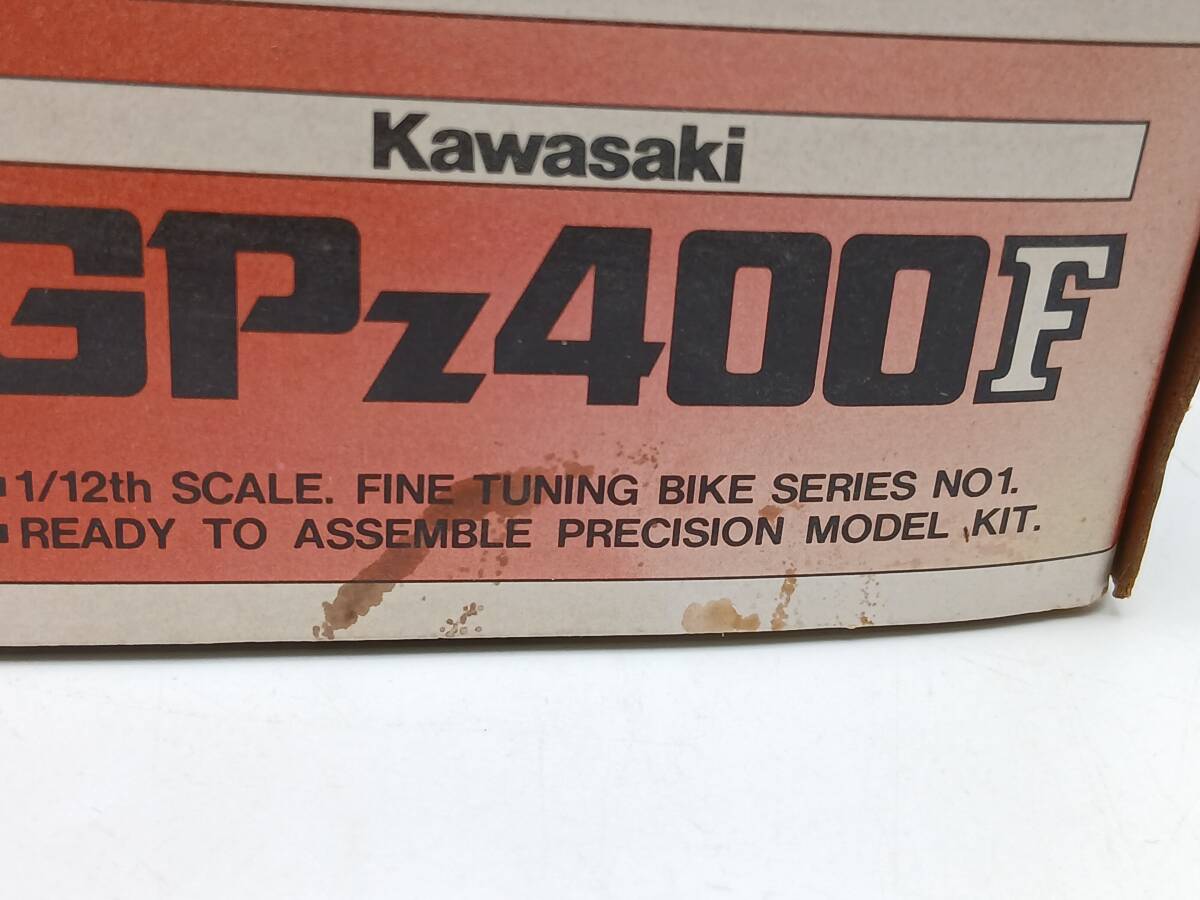 Kawasaki
GPz400F
1/12th SCALE. FINE TUNING BIKE SERIES NO1.
READY TO ASSEMBLE PRECISION MODEL KIT.